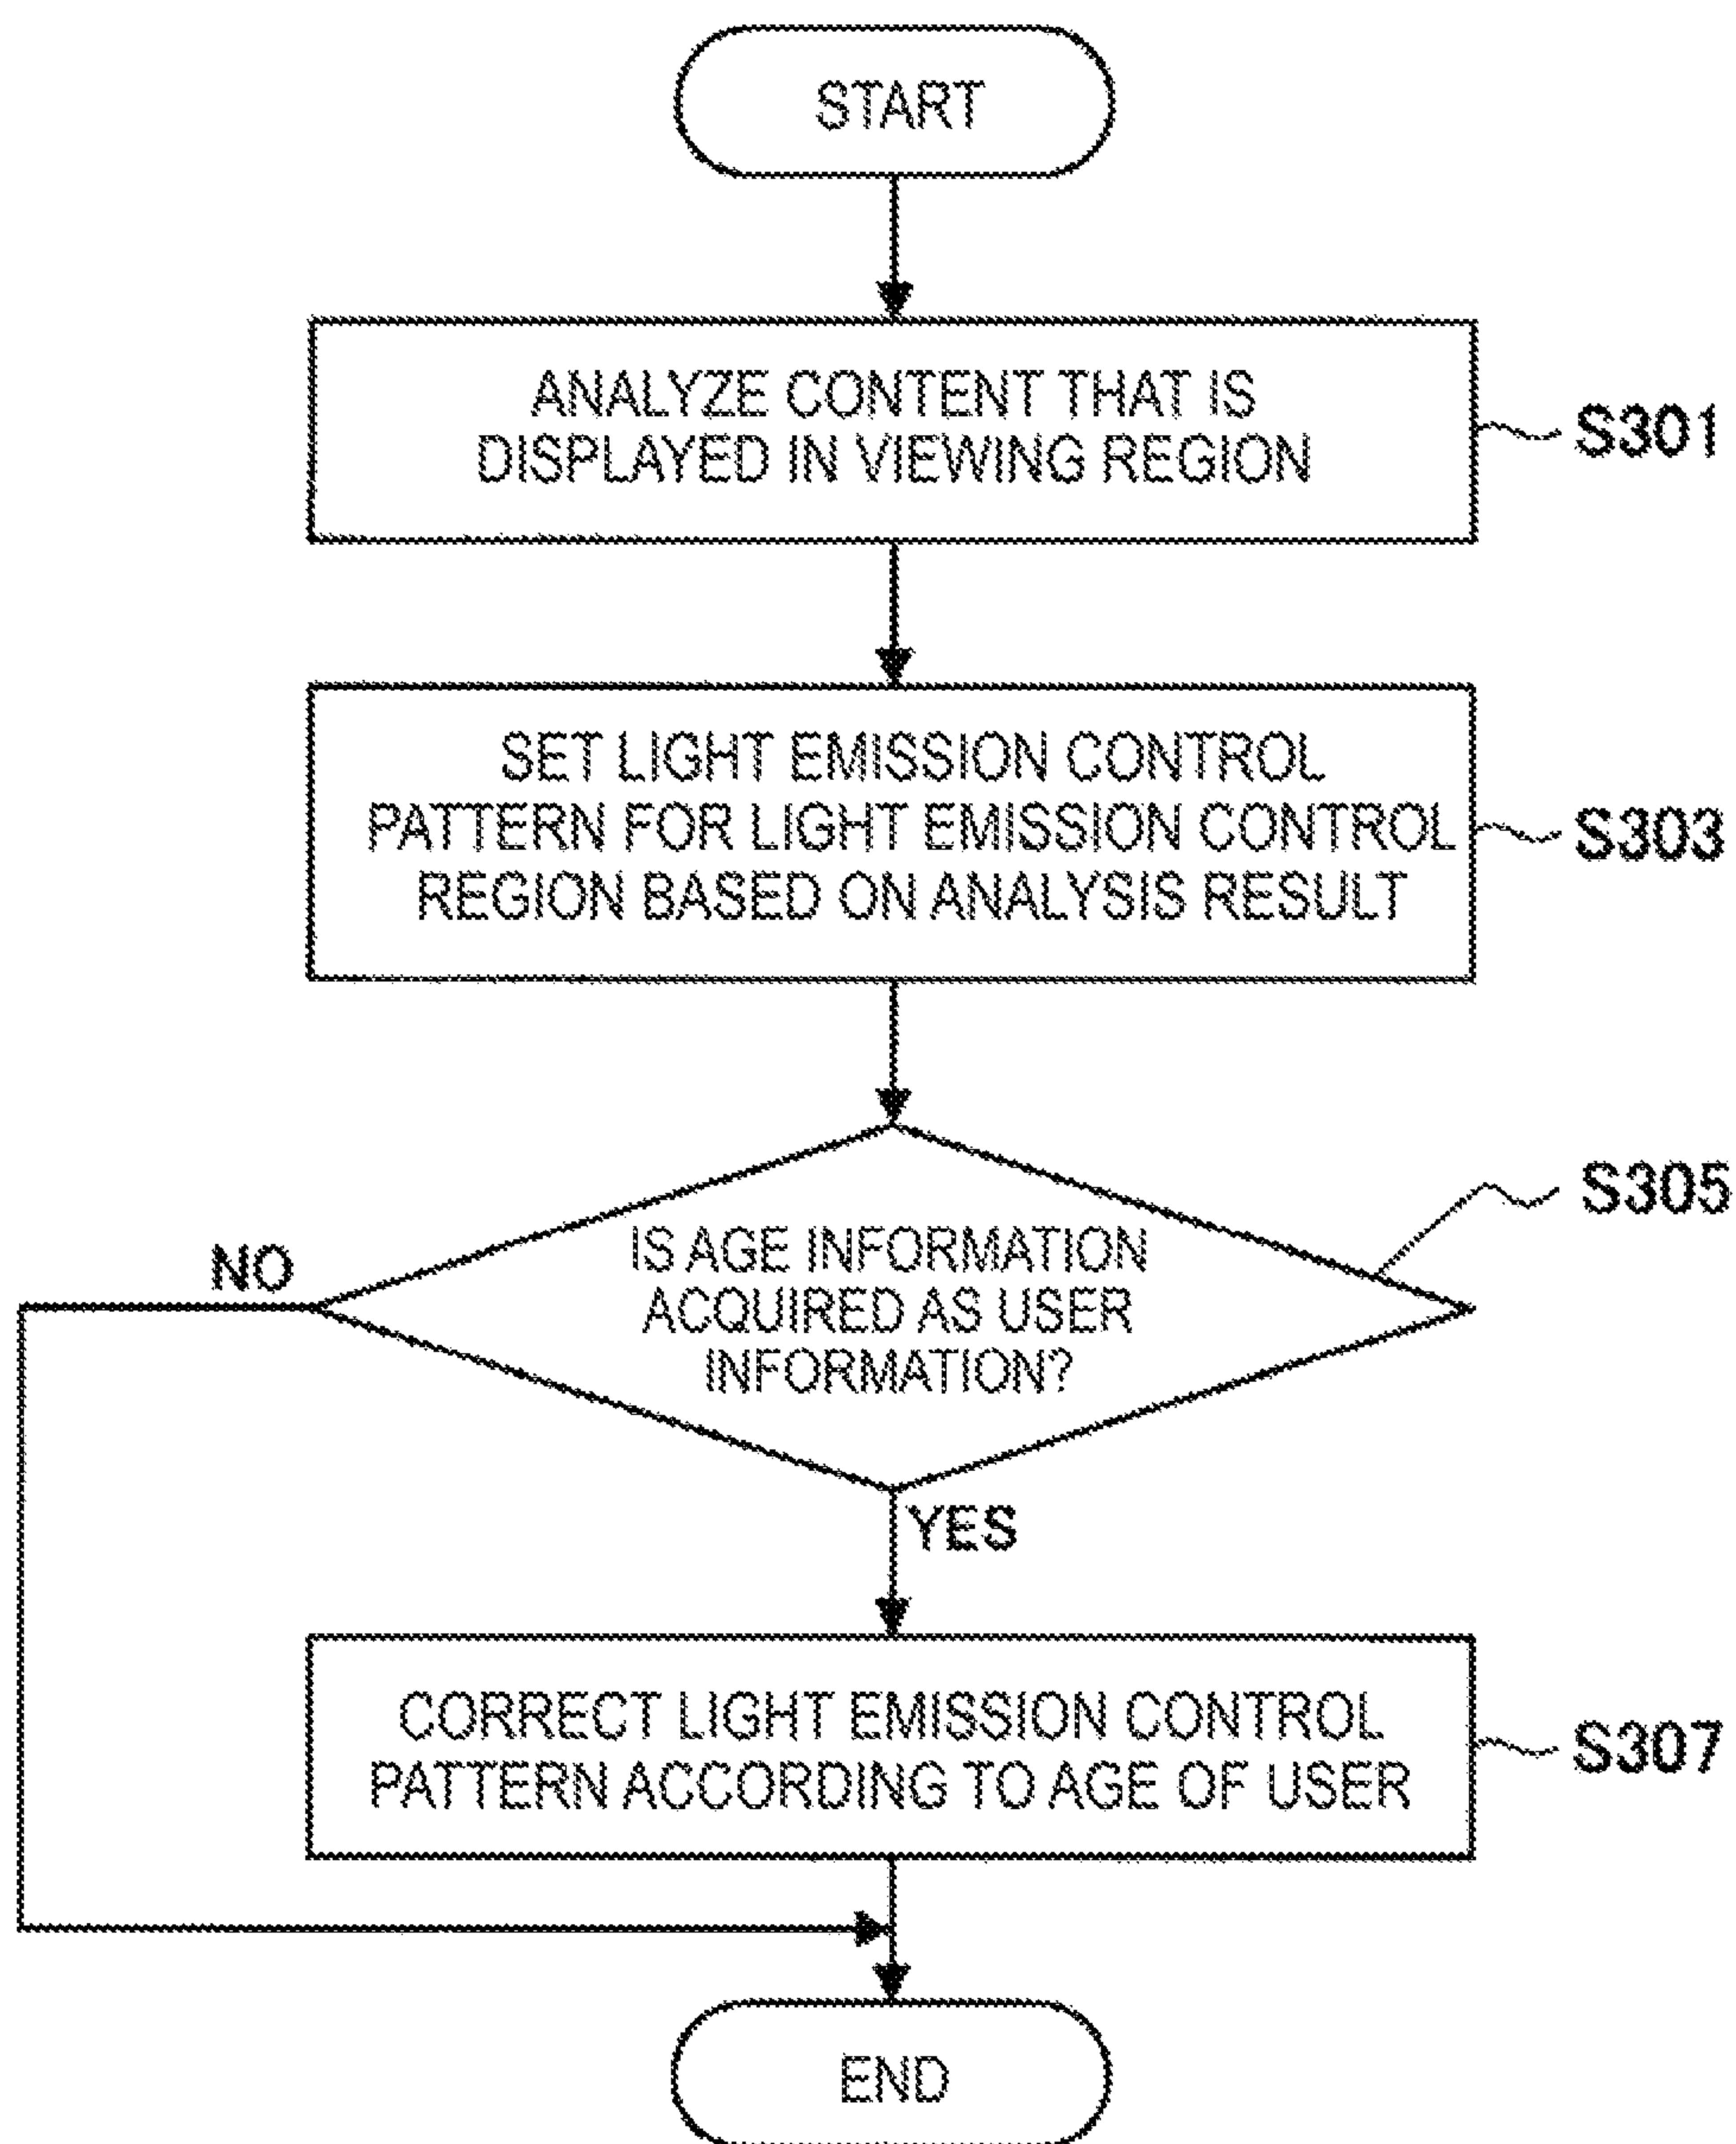 START
ANALYZE CONTENT THAT IS
DISPLAYED IN VIEWING REGION
S301
SET LIGHT EMISSION CONTROL
PATTERN FOR LIGHT EMISSION CONTROL
REGION BASED ON ANALYSIS RESULT
S303
IS AGE INFORMATION
ACQUIRED AS USER
INFORMATION?
S305
NO
YES
CORRECT LIGHT EMISSION CONTROL
PATTERN ACCORDING TO AGE OF USER
S307
END